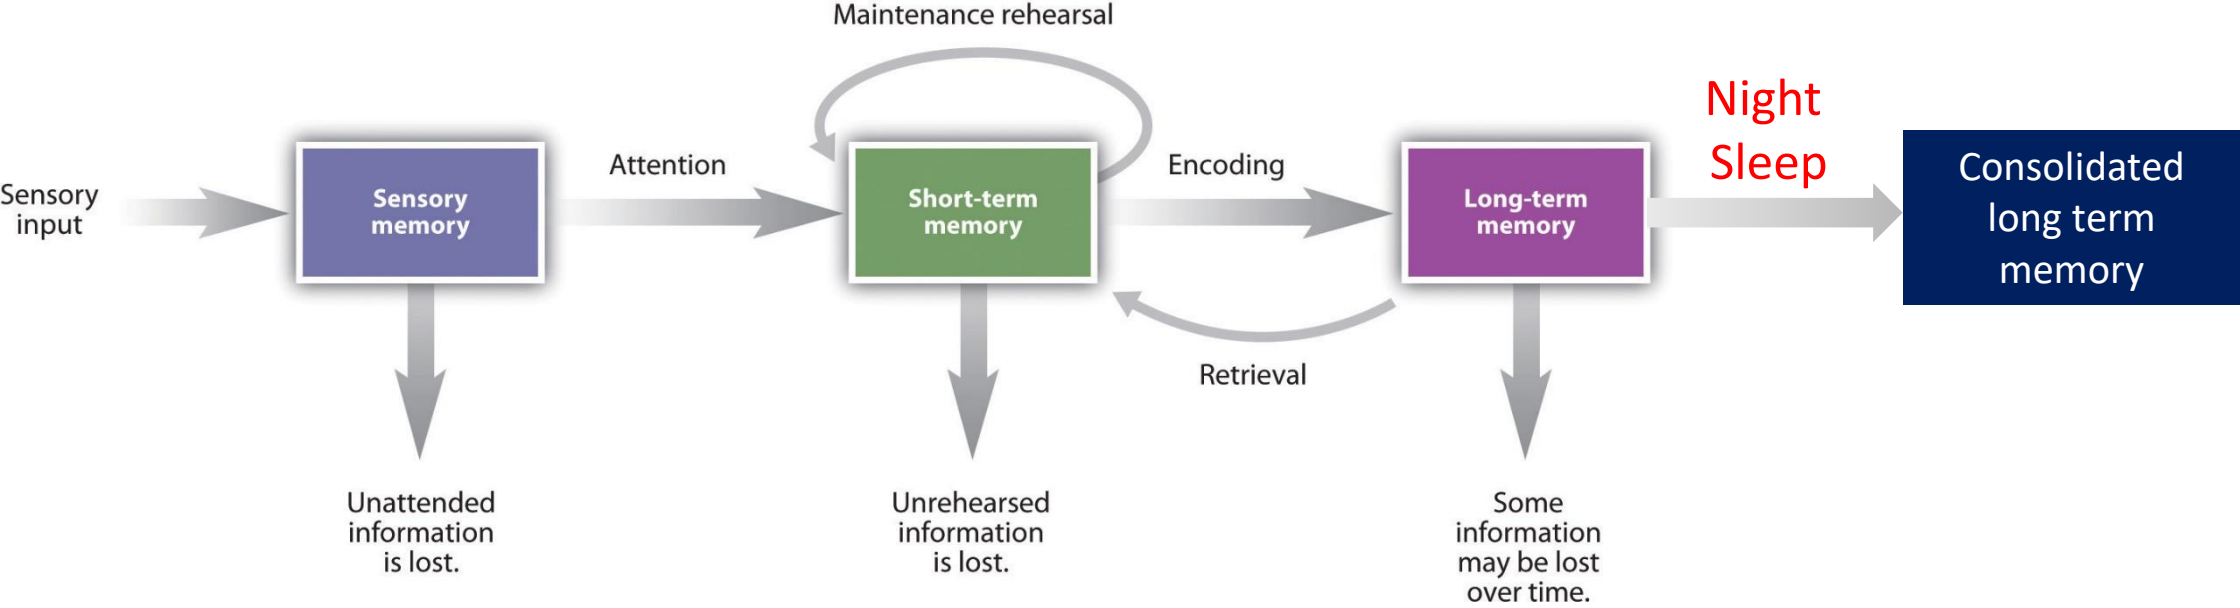 Maintenance rehearsal
Sensory
input
Sensory
memory
Attention
Short-term
memory
Encoding
Retrieval
Long-term
memory
Night
Sleep
Consolidated
long term
memory
Unattended
information
is lost.
Unrehearsed
information
is lost.
Some
information
may be lost
over time.